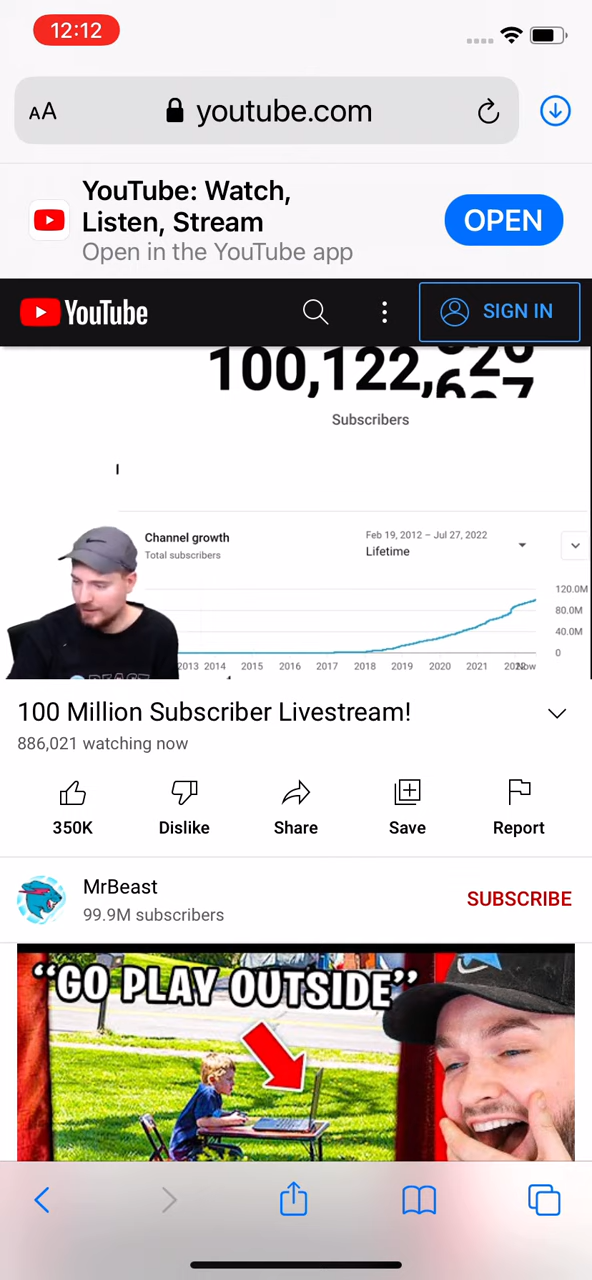 12:12
AA
youtube.com
YouTube: Watch,
Listen, Stream
Open in the YouTube app
OPEN
YouTube
SIGN IN
100,122,
Subscribers
Channel growth
Total subscribers
Feb 19, 2012 – Jul 27, 2022
Lifetime
120.0M
80.0M
40.0M
0
2013 2014 2015 2016 2017 2018 2019 2020 2021 Now
100 Million Subscriber Livestream!
886,021 watching now
350K Dislike Share Save Report
MrBeast
99.9M subscribers
SUBSCRIBE
“GO PLAY OUTSIDE”